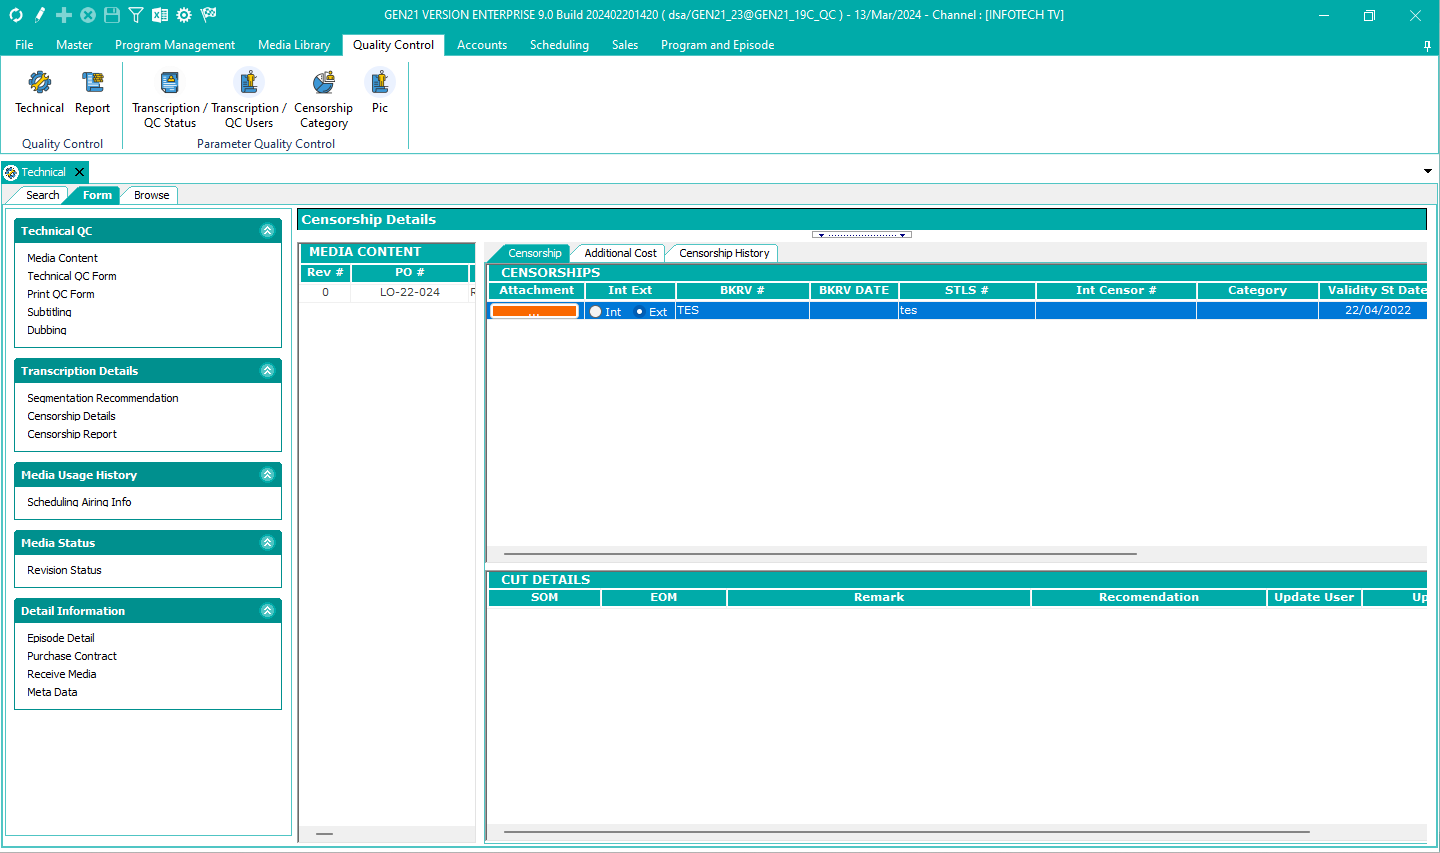 GEN21 VERSION ENTERPRISE 9.0 Build 202402201420 ( dsa/GEN21_23@GEN21_19C_QC ) - 13/Mar/2024 - Channel : [INFOTECH TV]
File Master Program Management Media Library Quality Control Accounts Scheduling Sales Program and Episode
Technical Report Transcription / QC Status Transcription / QC Users Censorship Category Pic
Quality Control Parameter Quality Control
Technical
Search Form Browse
Technical QC
Media Content
Technical QC Form
Print QC Form
Subtitling
Dubbing
Transcription Details
Segmentation Recommendation
Censorship Details
Censorship Report
Media Usage History
Scheduling Airing Info
Media Status
Revision Status
Detail Information
Episode Detail
Purchase Contract
Receive Media
Meta Data
Censorship Details
MEDIA CONTENT
Rev # PO #
0 LO-22-024
Censorship Additional Cost Censorship History
CENSORSHIPS
Attachment Int Ext BKRV # BKRV DATE STLS # Int Censor # Category Validity St Date
... Int Ext TES tes 22/04/2022
CUT DETAILS
SOM EOM Remark Recomendation Update User Up